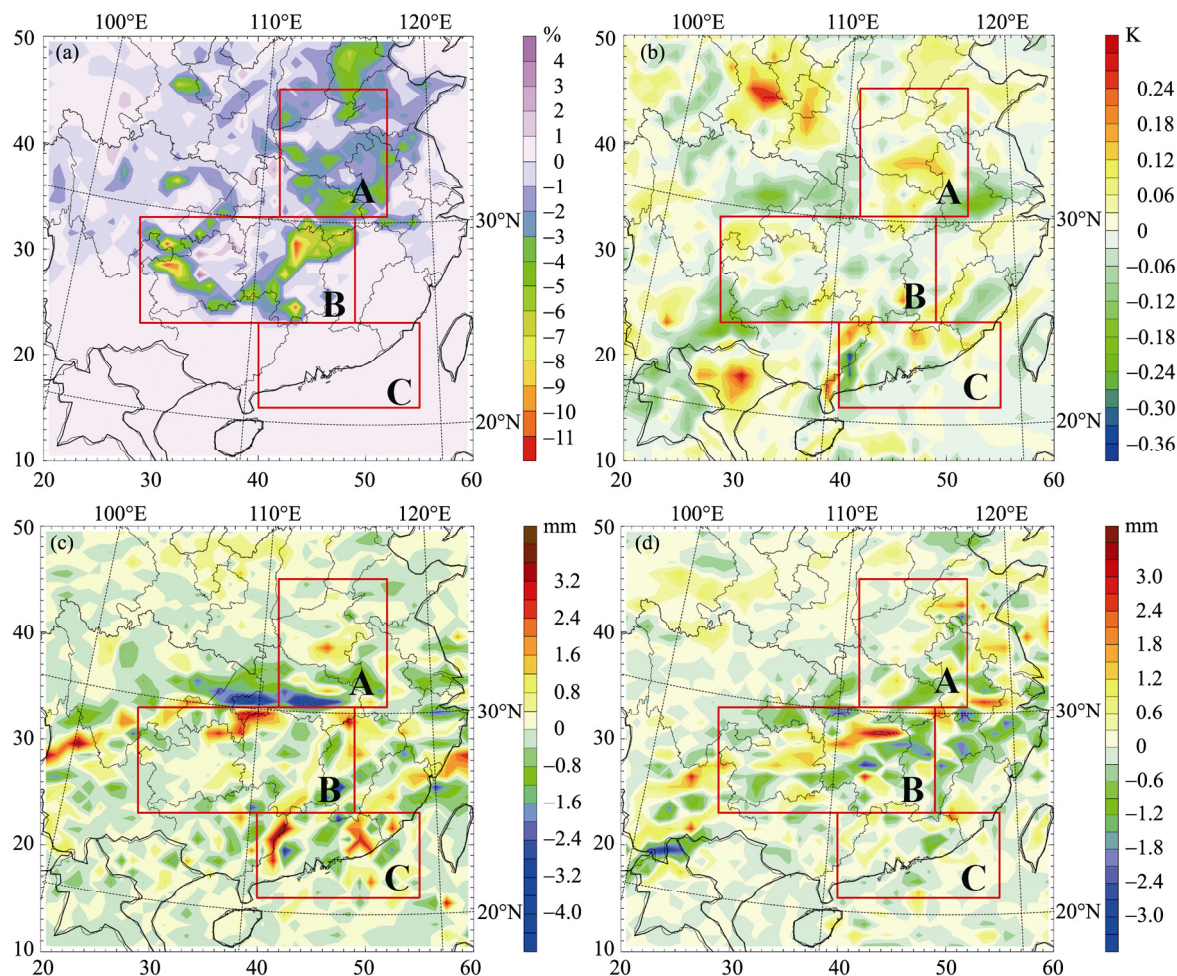 100°E 110°E 120°E
(a)
%
50
40
30
20
10
20 30 40 50 60
30°N
20°N
A
B
C
4
3
2
1
0
–1
–2
–3
–4
–5
–6
–7
–8
–9
–10
–11
100°E 110°E 120°E
(b)
K
50
40
30
20
10
20 30 40 50 60
30°N
20°N
A
B
C
0.24
0.18
0.12
0.06
0
–0.06
–0.12
–0.18
–0.24
–0.30
–0.36
100°E 110°E 120°E
(c)
mm
50
40
30
20
10
20 30 40 50 60
30°N
20°N
A
B
C
3.2
2.4
1.6
0.8
0
–0.8
–1.6
–2.4
–3.2
–4.0
100°E 110°E 120°E
(d)
mm
50
40
30
20
10
20 30 40 50 60
30°N
20°N
A
B
C
3.0
2.4
1.8
1.2
0.6
0
–0.6
–1.2
–1.8
–2.4
–3.0